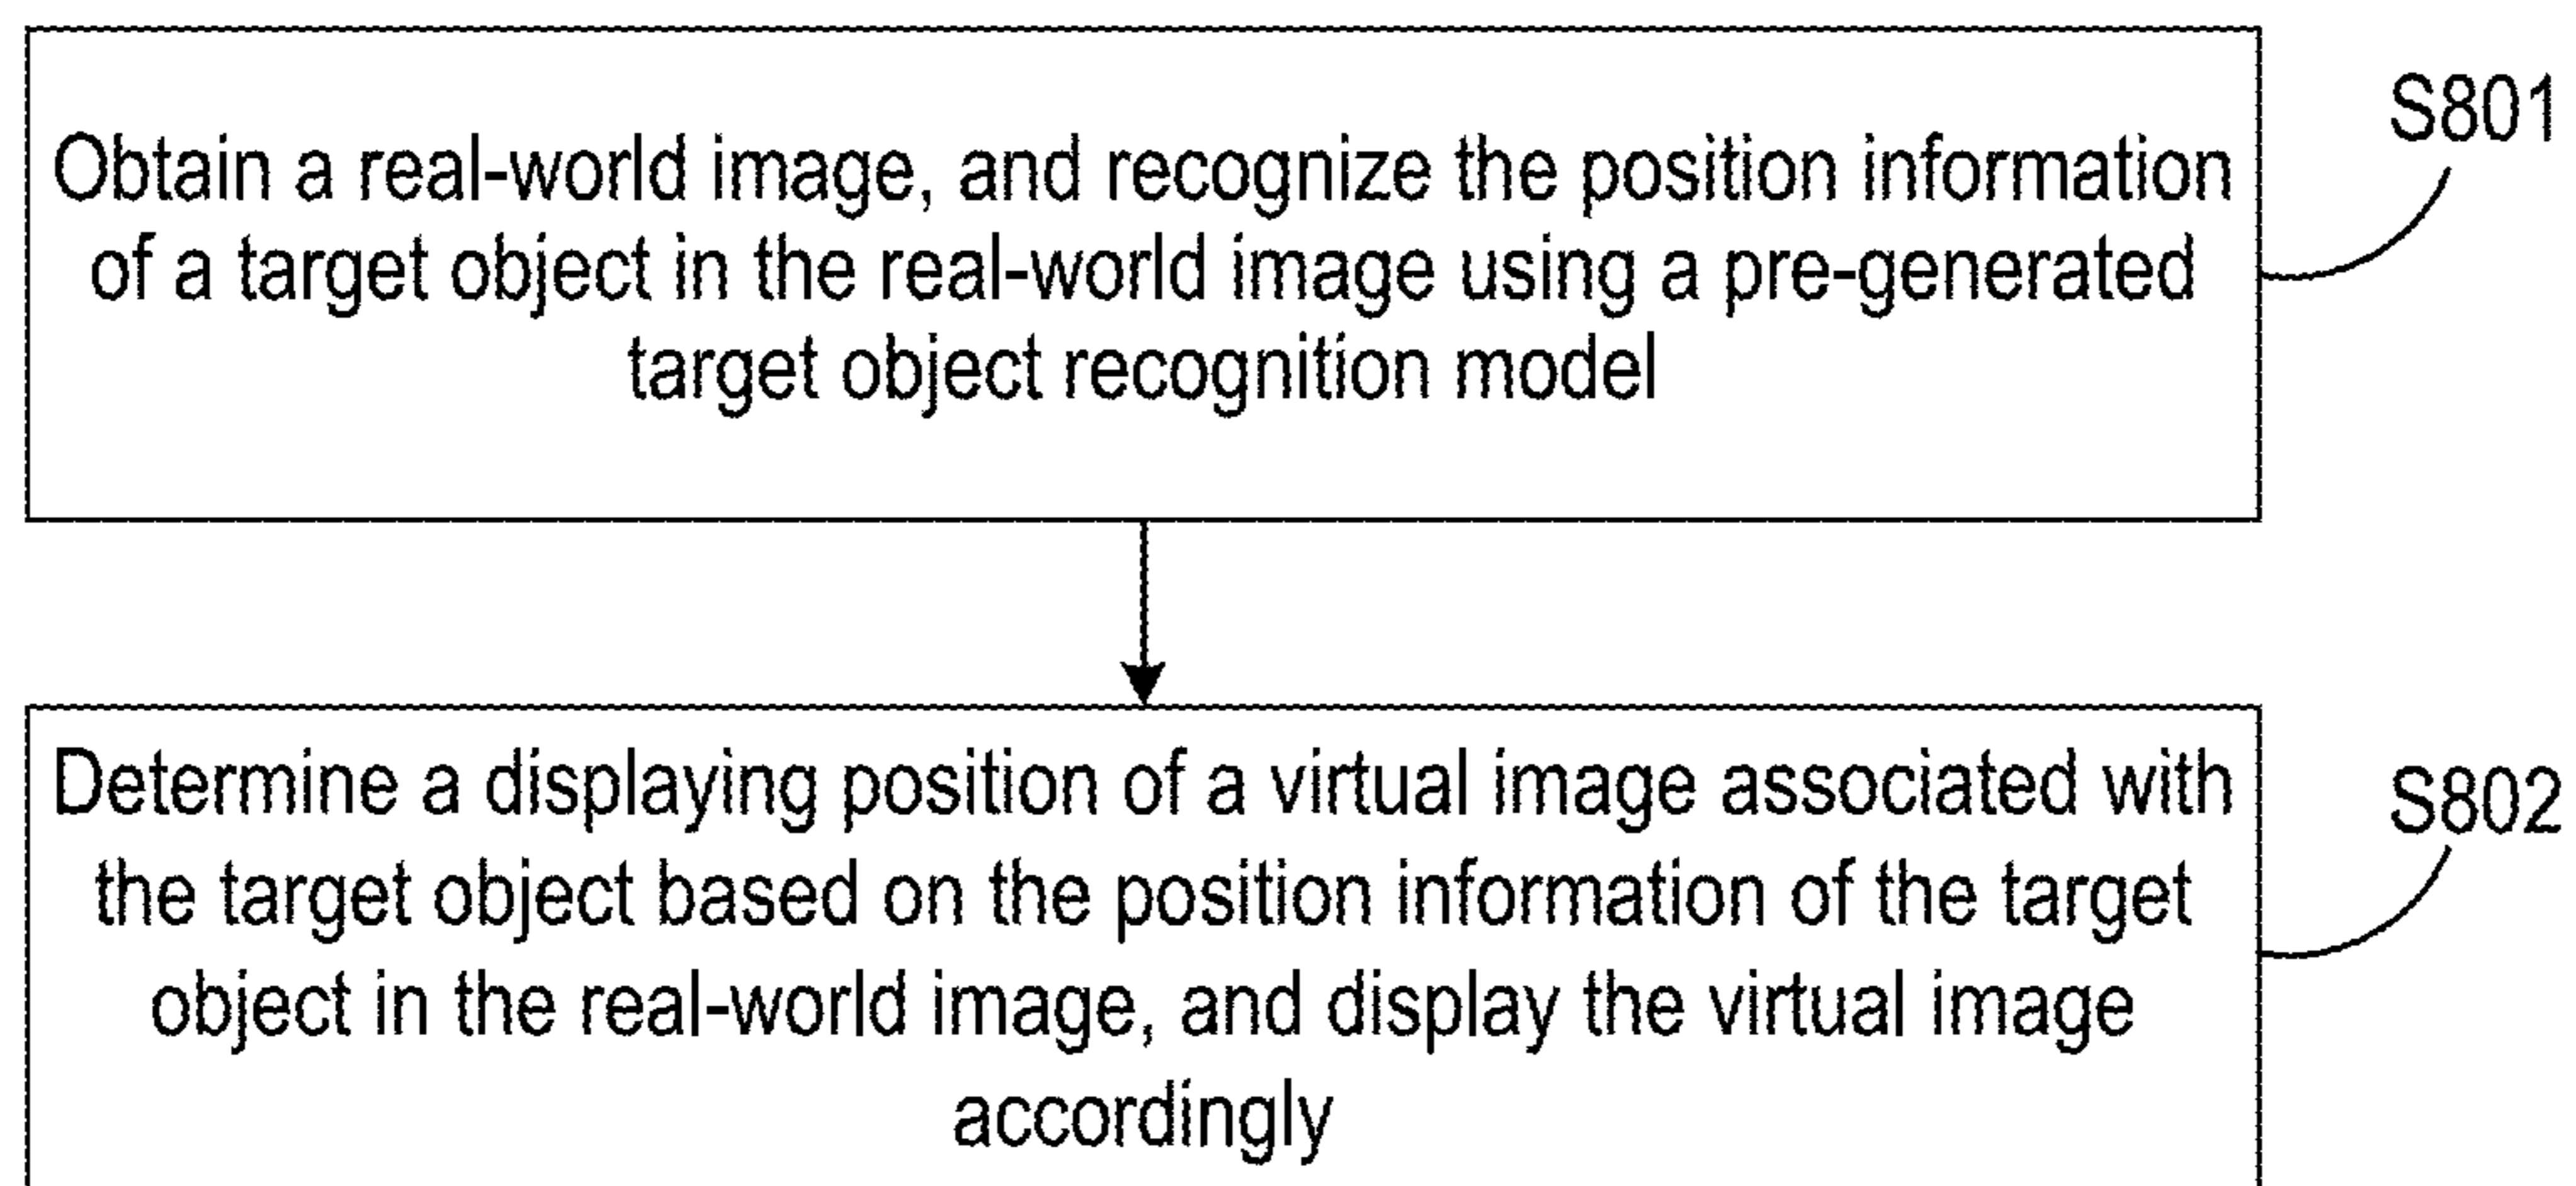 Obtain a real-world image, and recognize the position information
of a target object in the real-world image using a pre-generated
target object recognition model
S801
Determine a displaying position of a virtual image associated with
the target object based on the position information of the target
object in the real-world image, and display the virtual image
accordingly
S802